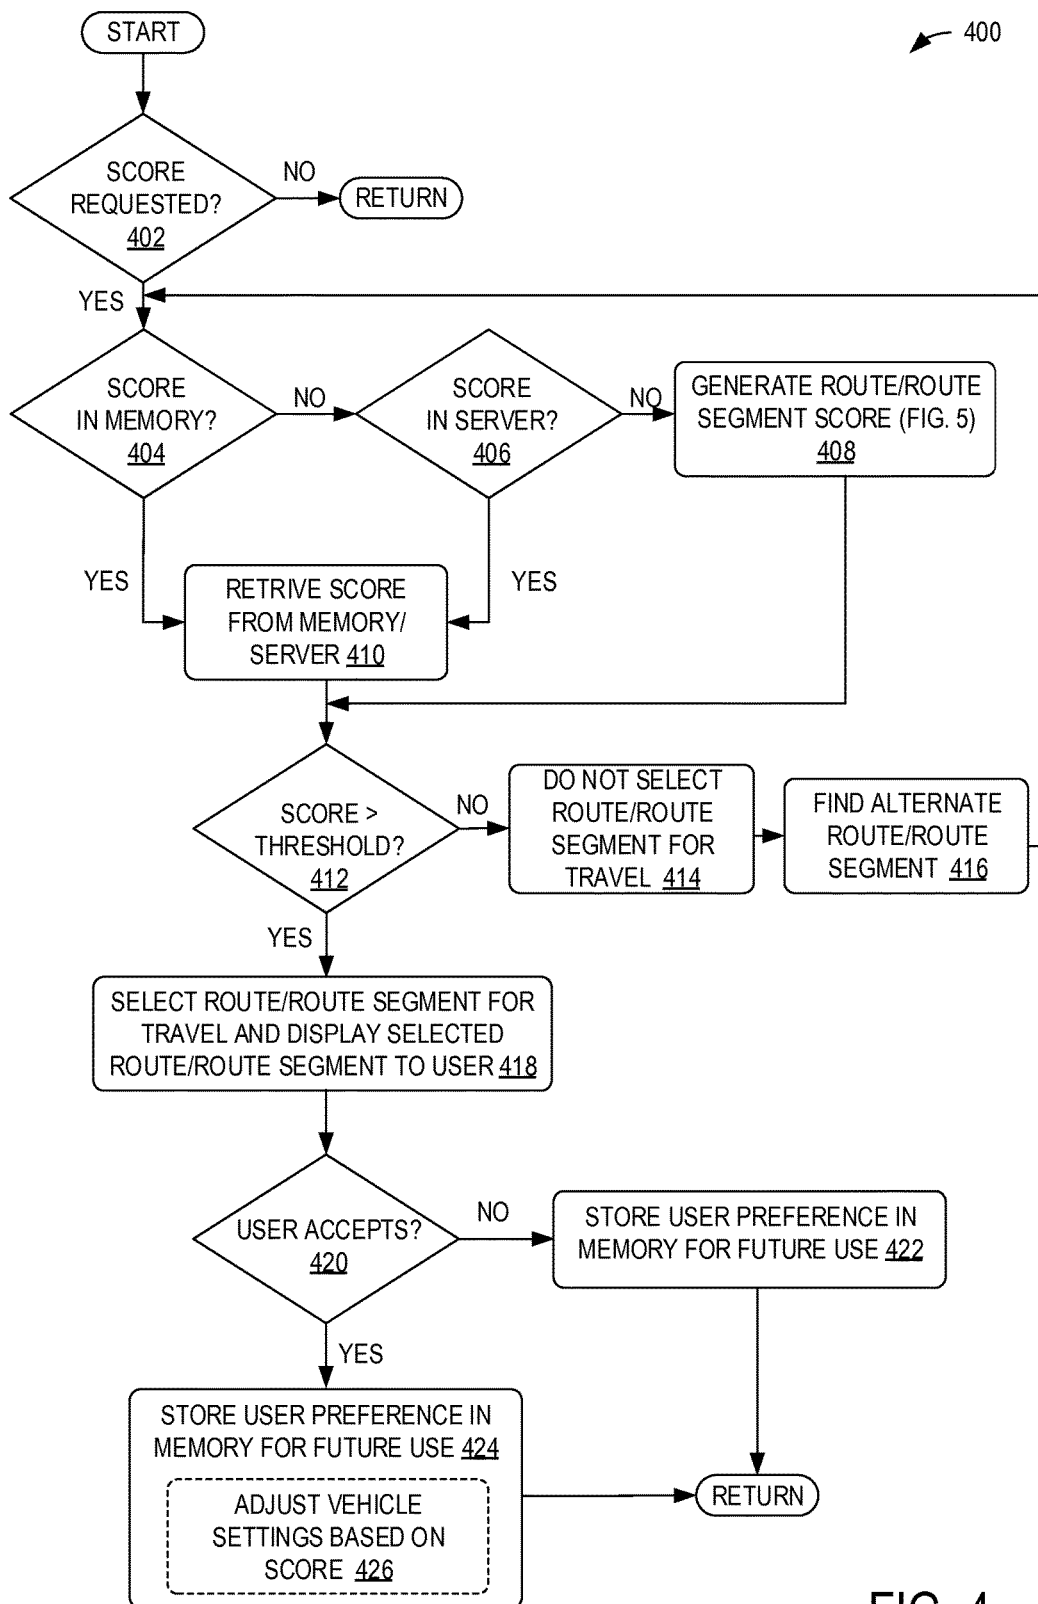 START
400
SCORE
REQUESTED?
402
NO
RETURN
YES
SCORE
IN MEMORY?
404
NO
SCORE
IN SERVER?
406
NO
GENERATE ROUTE/ROUTE
SEGMENT SCORE (FIG. 5)
408
YES
RETRIVE SCORE
FROM MEMORY/
SERVER 410
YES
SCORE >
THRESHOLD?
412
NO
DO NOT SELECT
ROUTE/ROUTE
SEGMENT FOR
TRAVEL 414
FIND ALTERNATE
ROUTE/ROUTE
SEGMENT 416
YES
SELECT ROUTE/ROUTE SEGMENT FOR
TRAVEL AND DISPLAY SELECTED
ROUTE/ROUTE SEGMENT TO USER 418
USER ACCEPTS?
420
NO
STORE USER PREFERENCE IN
MEMORY FOR FUTURE USE 422
YES
STORE USER PREFERENCE IN
MEMORY FOR FUTURE USE 424
ADJUST VEHICLE
SETTINGS BASED ON
SCORE 426
RETURN
FIG. 4